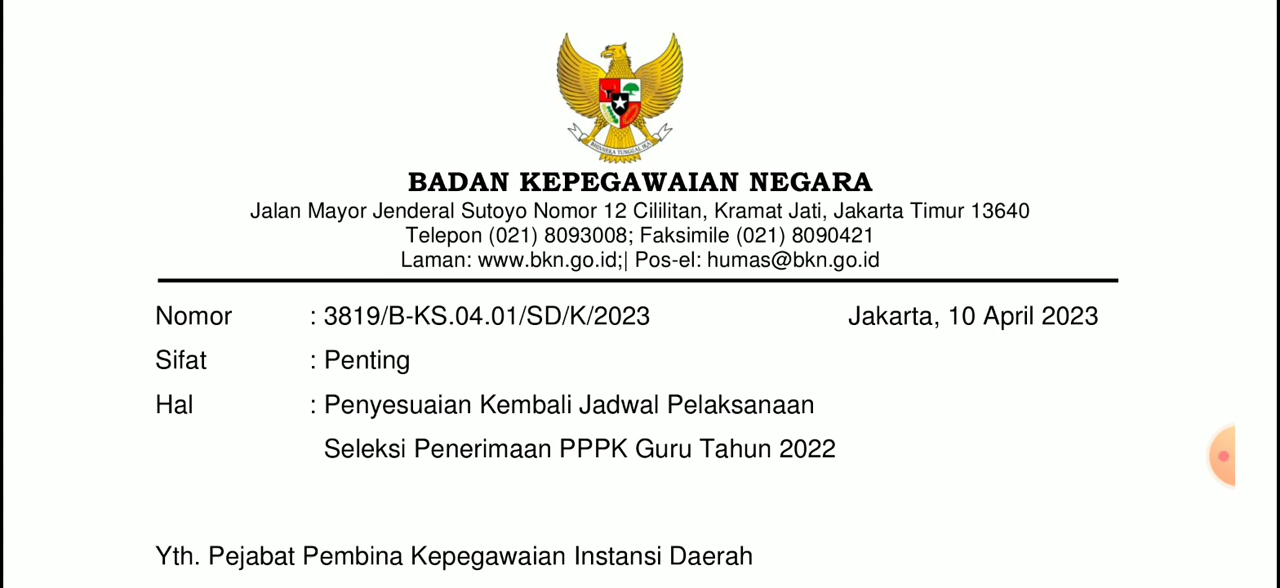 BHINNEKA TUNGGAL IKA
BADAN KEPEGAWAIAN NEGARA
Jalan Mayor Jenderal Sutoyo Nomor 12 Cililitan, Kramat Jati, Jakarta Timur 13640
Telepon (021) 8093008; Faksimile (021) 8090421
Laman: www.bkn.go.id;| Pos-el: humas@bkn.go.id
Nomor : 3819/B-KS.04.01/SD/K/2023 Jakarta, 10 April 2023
Sifat : Penting
Hal : Penyesuaian Kembali Jadwal Pelaksanaan
Seleksi Penerimaan PPPK Guru Tahun 2022
Yth. Pejabat Pembina Kepegawaian Instansi Daerah